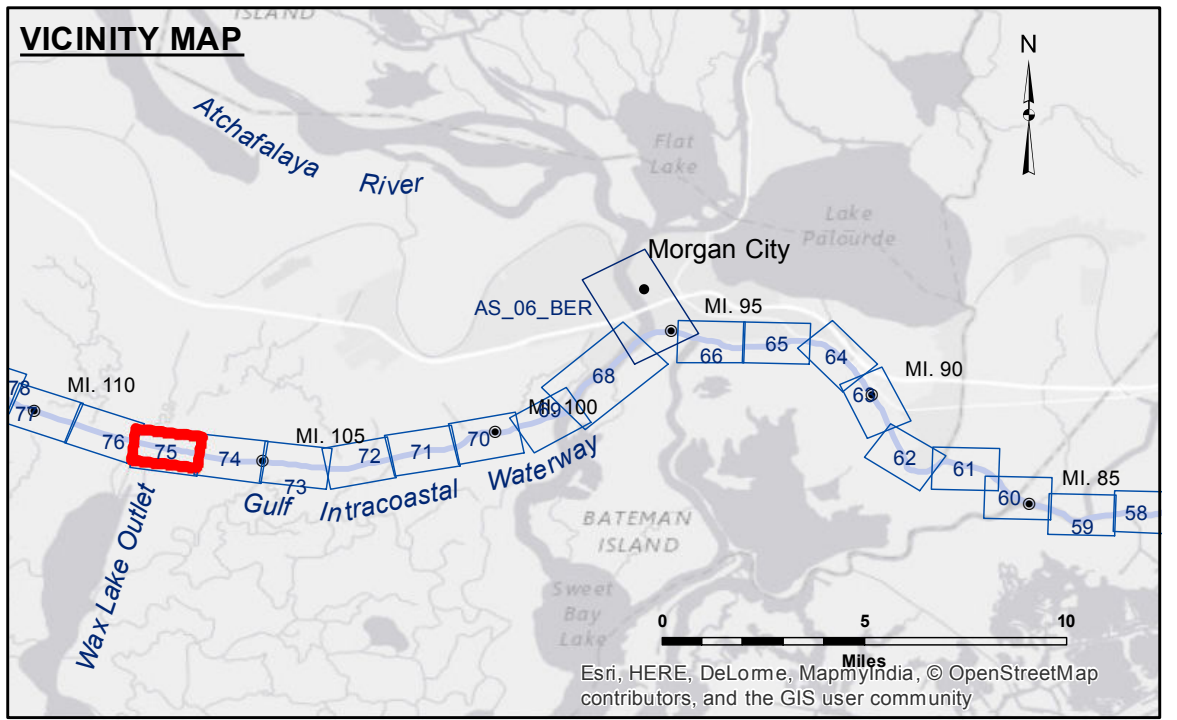 ISLAND
VICINITY MAP
N
Atchafalaya River
Flat
Lake
Lake
Palourde
Morgan City
AS_06_BER
MI. 95
66
65
64
MI. 90
63
68
78
77
MI. 110
69
MI. 100
76
75
74
MI. 105
73
72
71
70
62
61
60
MI. 85
59
58
Gulf Intracoastal Waterway
Wax Lake Outlet
BATEMAN
ISLAND
Sweet
Bay
Lake
0 5 10
Miles
Esri, HERE, DeLorme, MapmyIndia, © OpenStreetMap
contributors, and the GIS user community